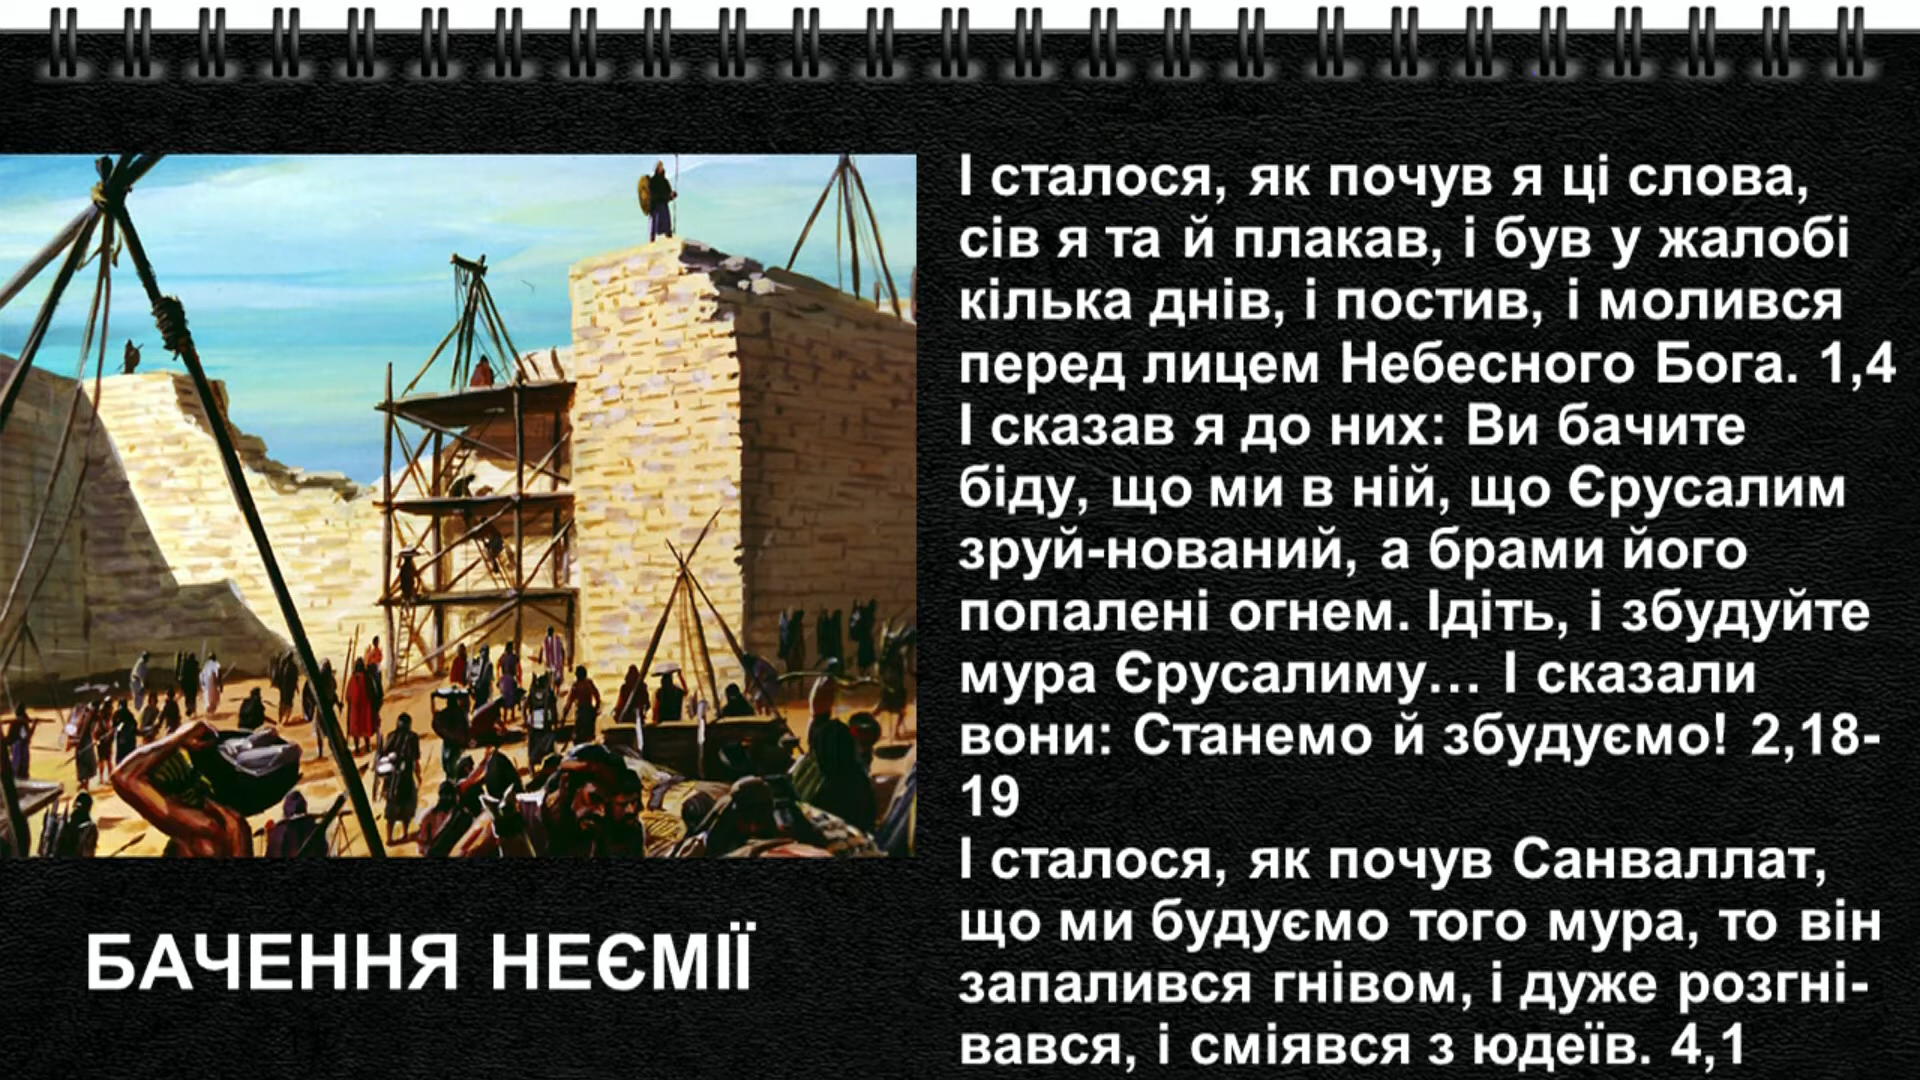 І сталося, як почув я ці слова,
сів я та й плакав, і був у жалобі
кілька днів, і постив, і молився
перед лицем Небесного Бога. 1,4
І сказав я до них: Ви бачите
біду, що ми в ній, що Єрусалим
зруй-нований, а брами його
попалені огнем. Ідіть, і збудуйте
мура Єрусалиму… І сказали
вони: Станемо й збудуємо! 2,18-
19
І сталося, як почув Санваллат,
що ми будуємо того мура, то він
запалився гнівом, і дуже розгні-
вався, і сміявся з юдеїв. 4,1
БАЧЕННЯ НЕЄМІЇ